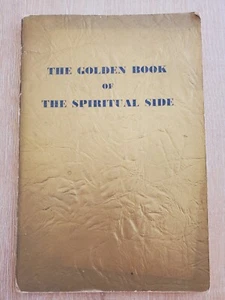 THE GOLDEN BOOK
OF
THE SPIRITUAL SIDE